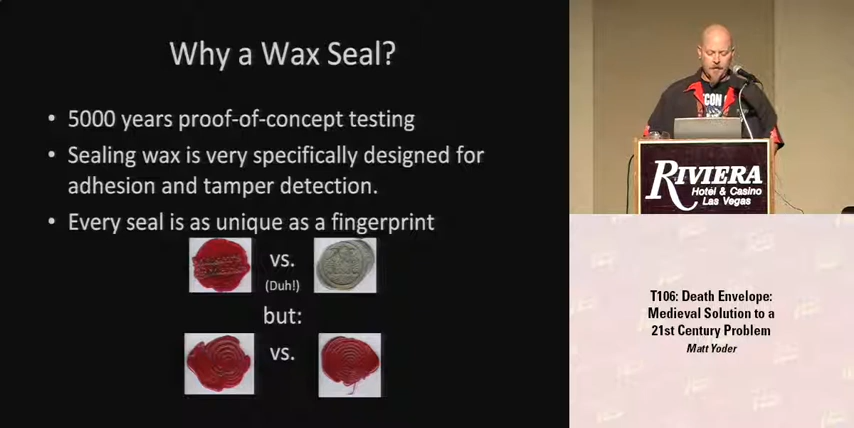 Why a Wax Seal?
• 5000 years proof-of-concept testing
• Sealing wax is very specifically designed for
adhesion and tamper detection.
• Every seal is as unique as a fingerprint
vs.
(Duh!)
but:
vs.
CON
RIVIERA
Hotel & Casino
Las Vegas
T106: Death Envelope:
Medieval Solution to a
21st Century Problem
Matt Yoder